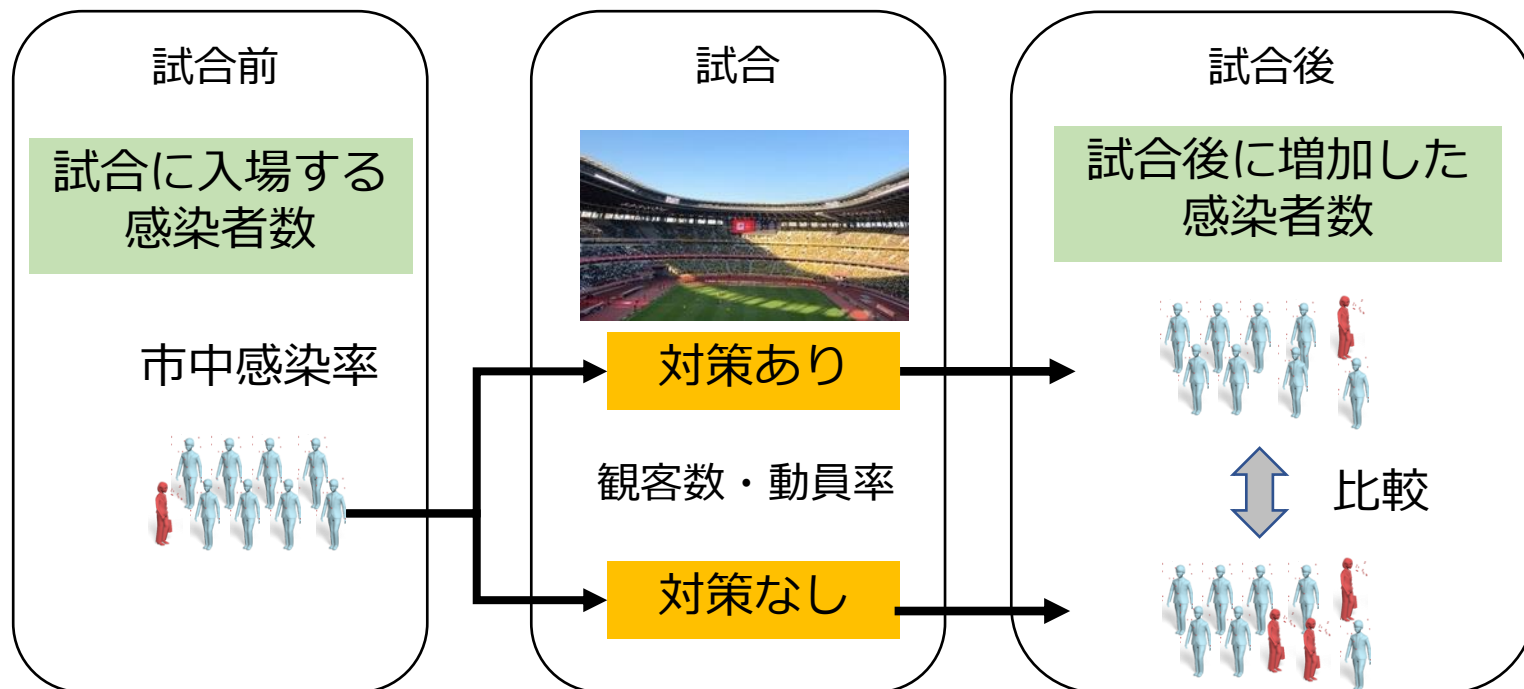 試合前
試合に入場する
感染者数
市中感染率
試合
対策あり
観客数・動員率
対策なし
試合後
試合後に増加した
感染者数
比較